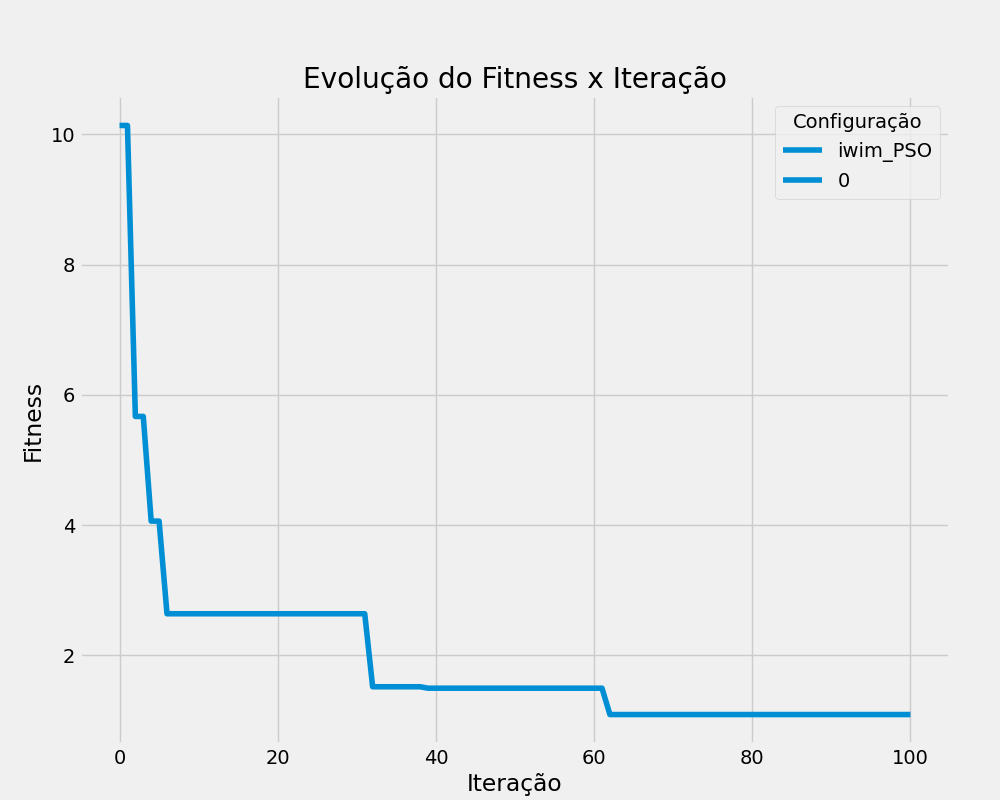 Evolução do Fitness x Iteração
Configuração
iwim_PSO
0
10
8
6
4
2
Fitness
0 20 40 60 80 100
Iteração